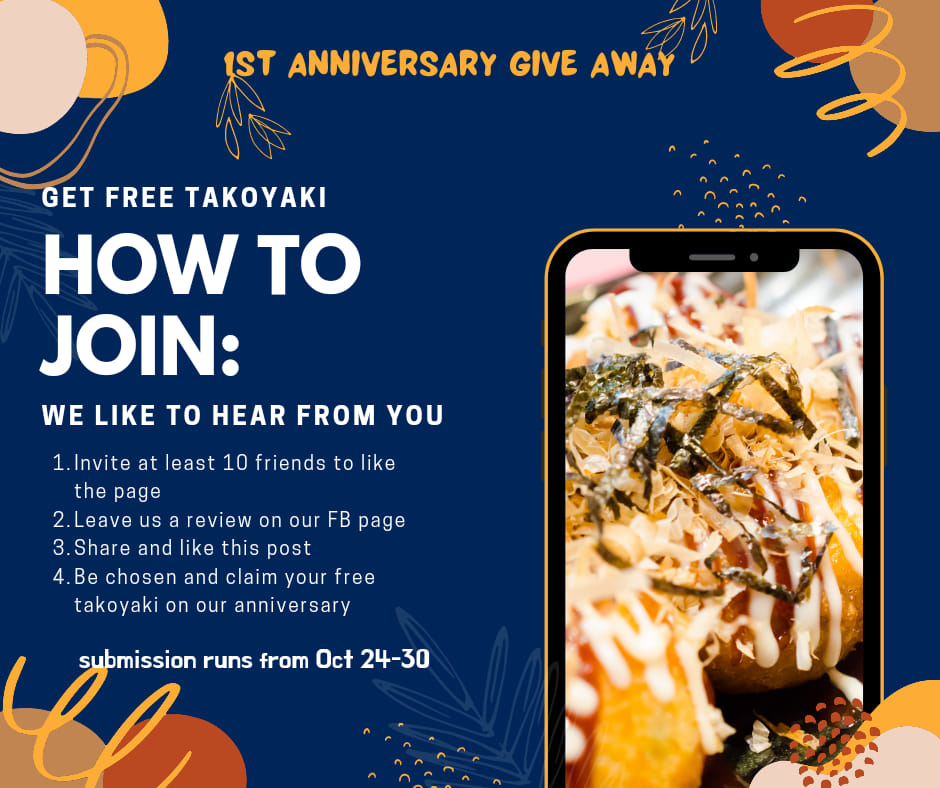 1ST ANNIVERSARY GIVE AWAY
GET FREE TAKOYAKI
HOW TO
JOIN:
WE LIKE TO HEAR FROM YOU
1. Invite at least 10 friends to like
the page
2. Leave us a review on our FB page
3. Share and like this post
4. Be chosen and claim your free
takoyaki on our anniversary
submission runs from Oct 24-30